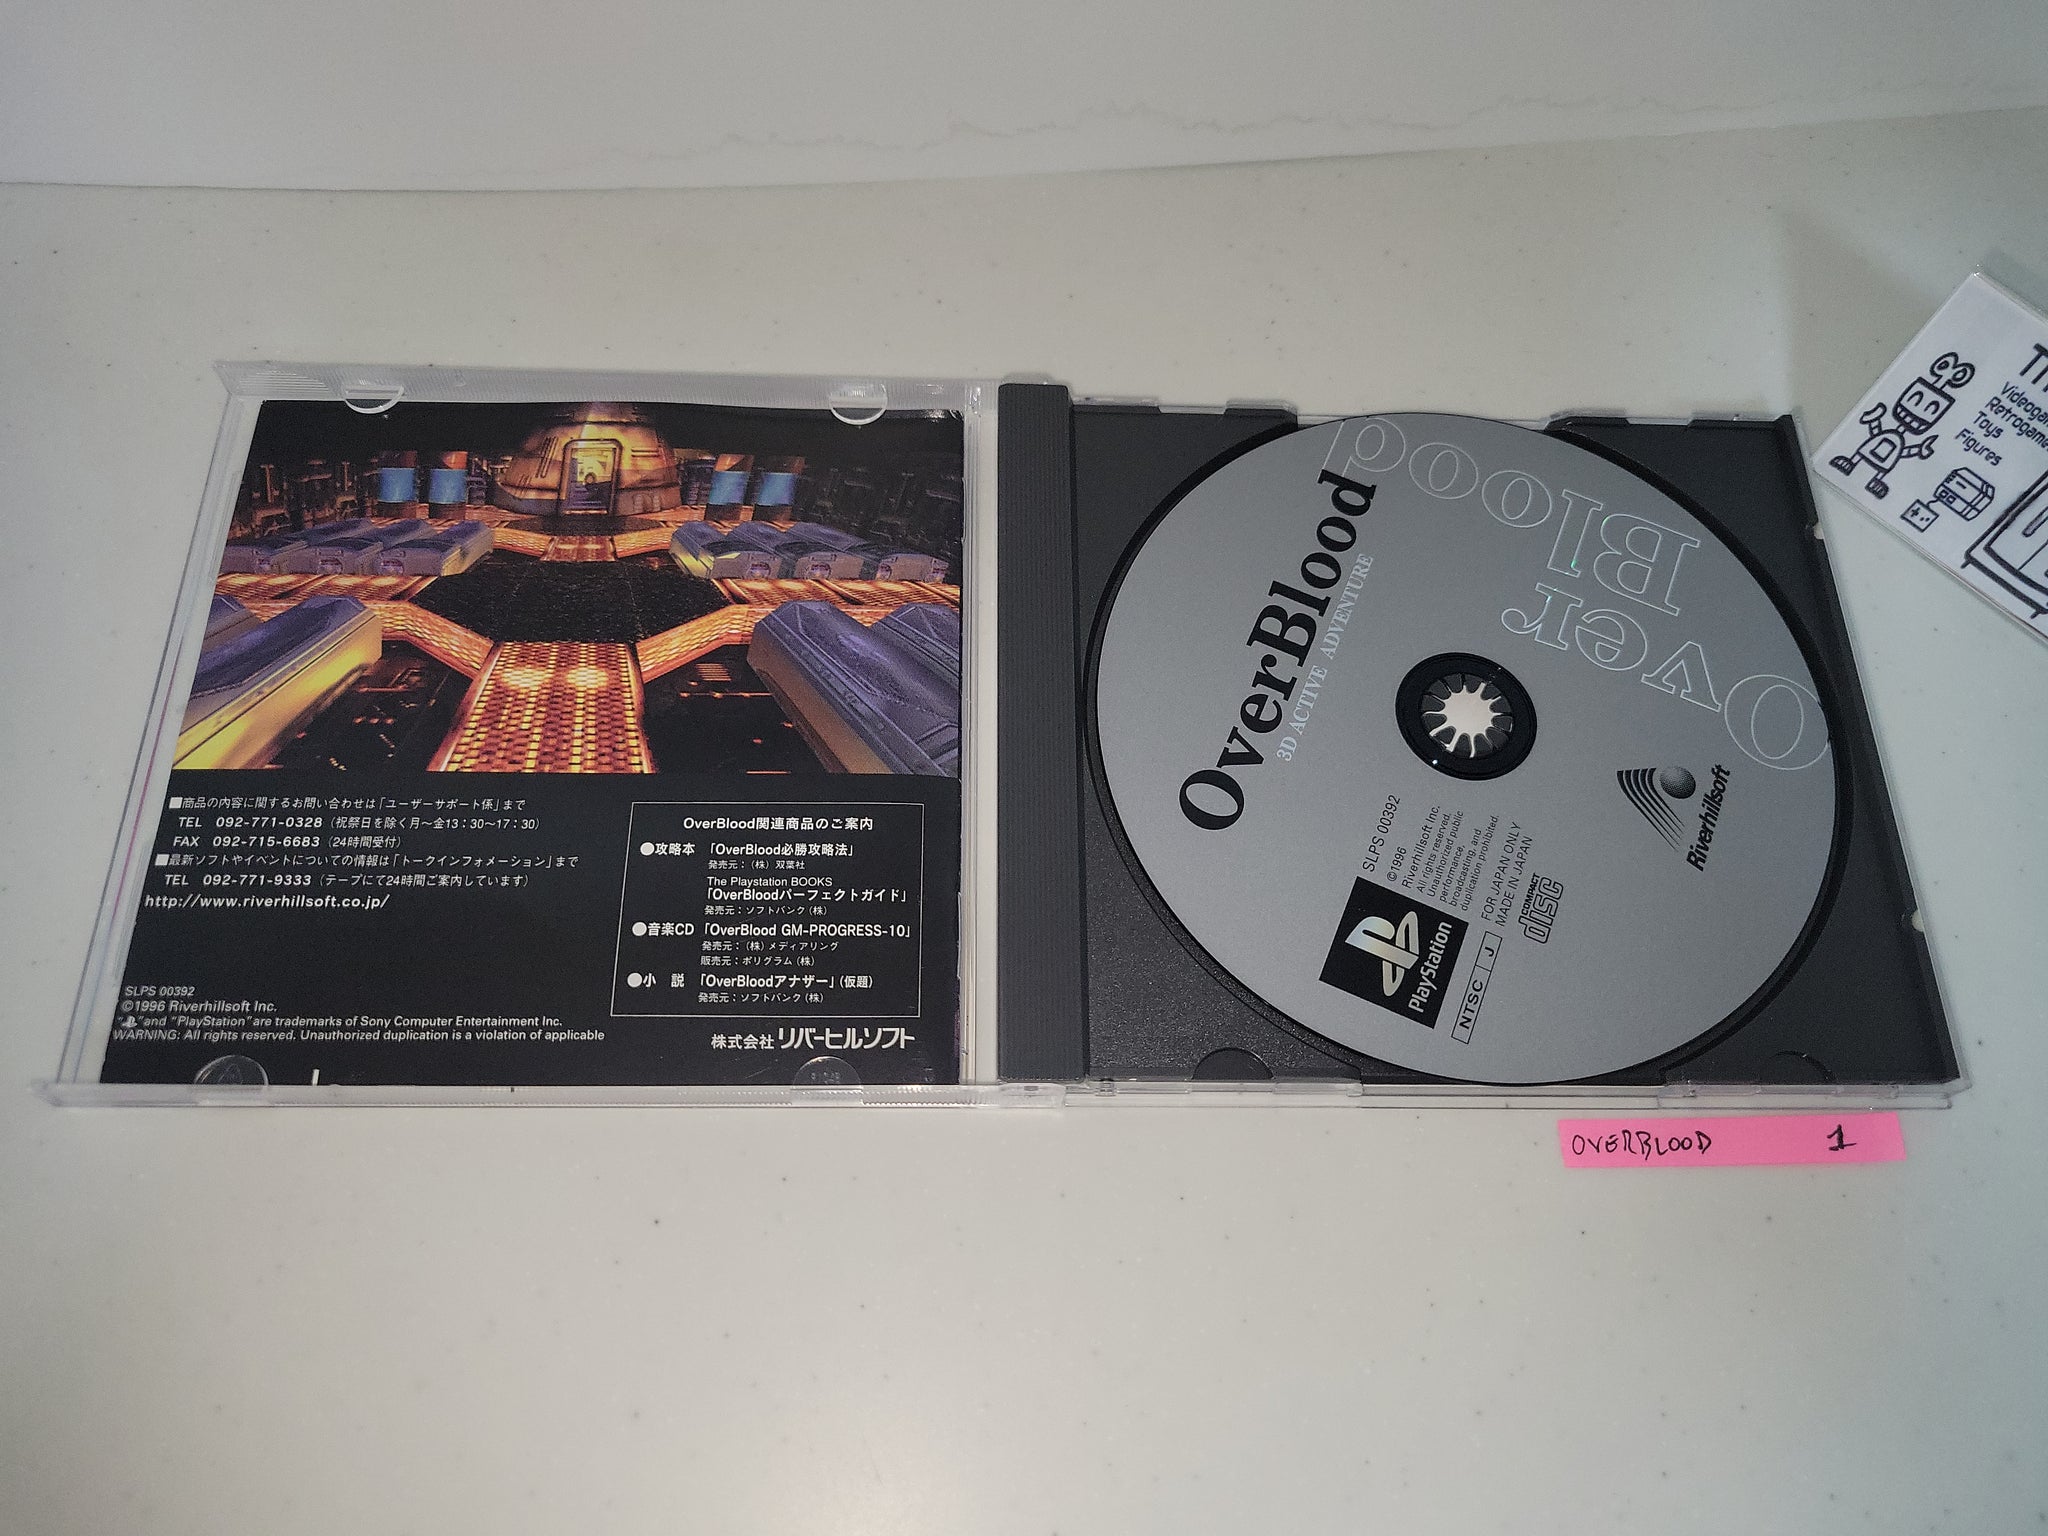 ■商品の内容に関するお問い合わせは「ユーザーサポート係」まで
TEL 092-771-0328（祝祭日を除く月〜金13：30〜17：30）
FAX 092-715-6683（24時間受付）
■最新ソフトやイベントについての情報は「トークインフォメーション」まで
TEL 092-771-9333（テープにて24時間ご案内しています）
http://www.riverhillsoft.co.jp/
SLPS 00392
©1996 Riverhillsoft Inc.
" " and "PlayStation" are trademarks of Sony Computer Entertainment Inc.
WARNING: All rights reserved. Unauthorized duplication is a violation of applicable
OverBlood関連商品のご案内
●攻略本 「OverBlood必勝攻略法」
発売元：（株）双葉社
The Playstation BOOKS
「OverBloodパーフェクトガイド」
発売元：ソフトバンク（株）
●音楽CD「OverBlood GM-PROGRESS-10」
発売元：（株）メディアリング
販売元：ポリグラム（株）
●小 説 「OverBloodアナザー」（仮題）
発売元：ソフトバンク（株）
株式会社リバーヒルソフト
OverBlood
3D ACTIVE ADVENTURE
Over
Blood
Riverhillsoft
SLPS 00392
©1996
Riverhillsoft Inc.
All rights reserved.
Unauthorized public
performance,
broadcasting, and
duplication prohibited.
FOR JAPAN ONLY
MADE IN JAPAN
PlayStation
NTSC J
COMPACT
disc
OVERBLOOD 1
Toys
Figures